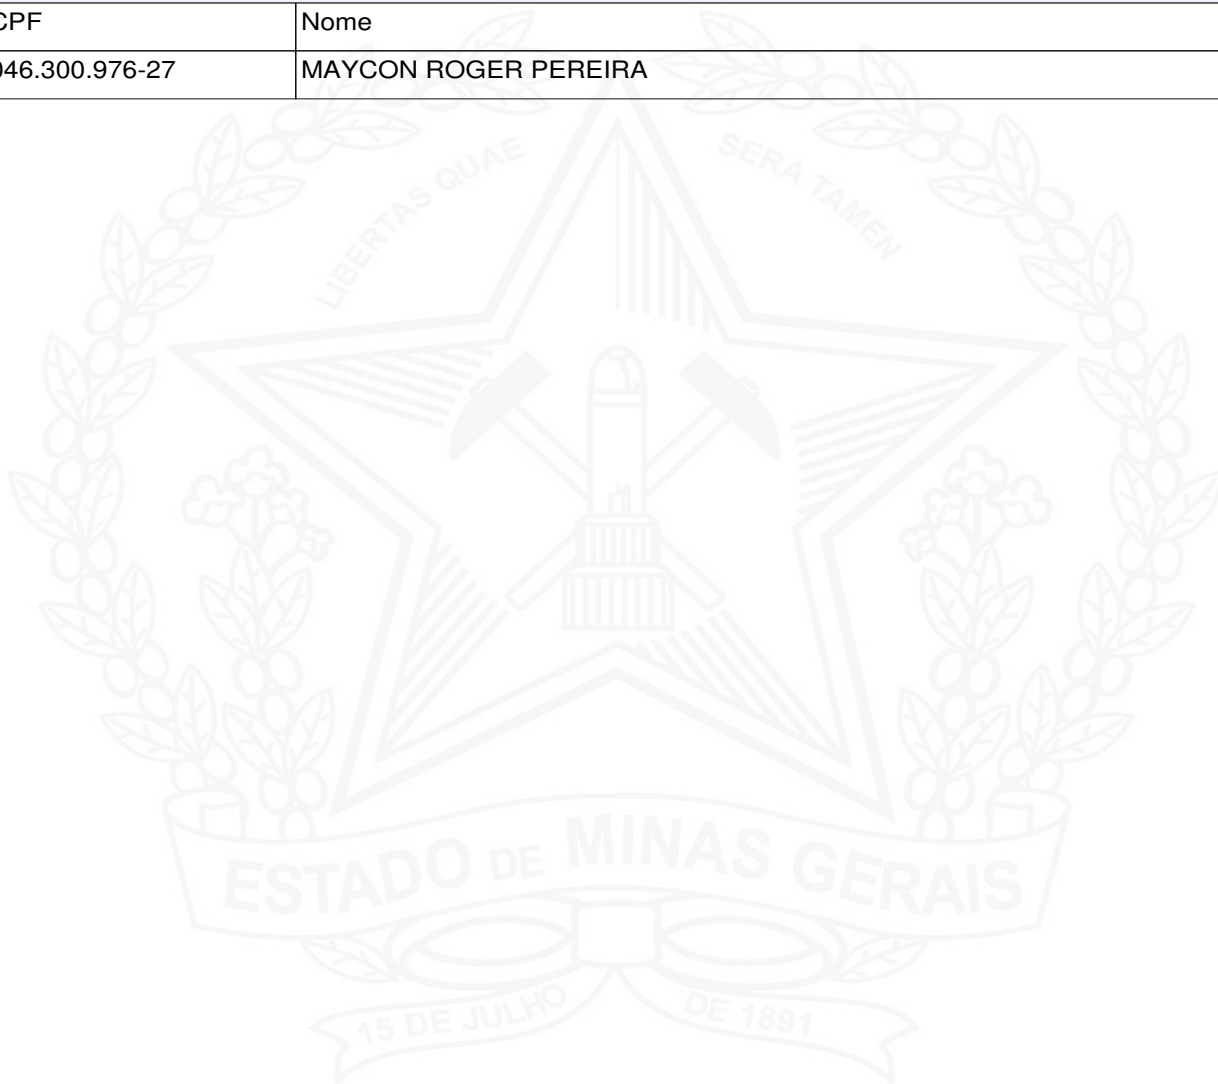 CPF Nome
046.300.976-27 MAYCON ROGER PEREIRA
LIBERTAS QUAE SERA TAMEN
ESTADO DE MINAS GERAIS
15 DE JULHO DE 1891